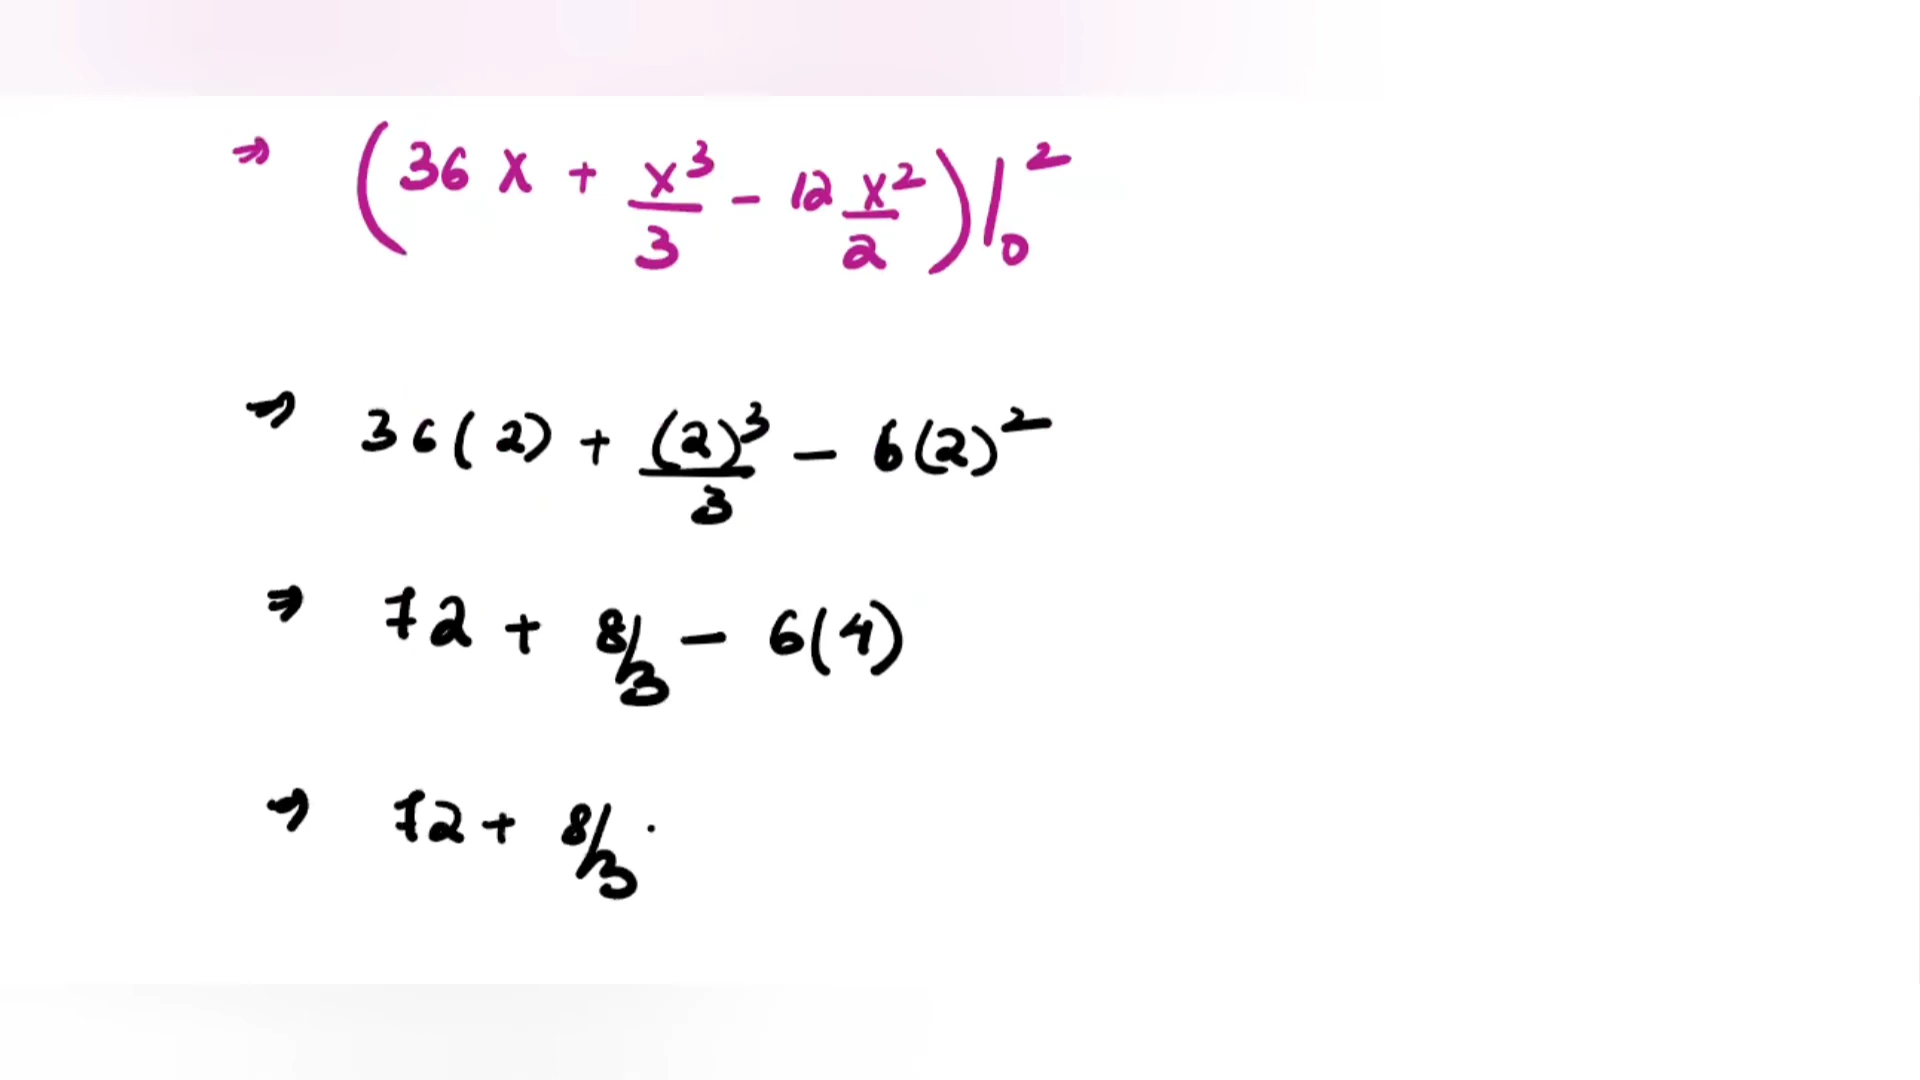 ⇒ (36 x + x³/3 - 12 x²/2)|₀²
⇒ 36(2) + (2)³/3 - 6(2)²
⇒ 72 + 8/3 - 6(4)
⇒ 72 + 8/3